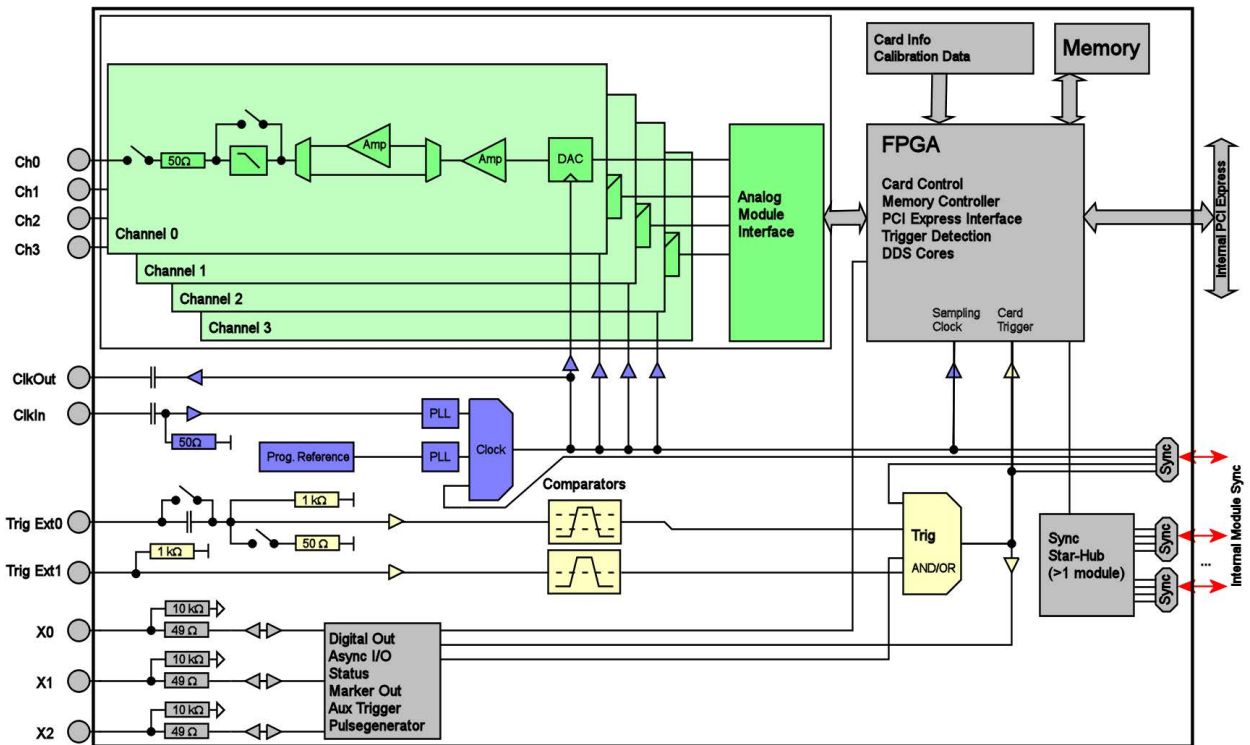 Card Info
Calibration Data
Memory
Ch0
Ch1
Ch2
Ch3
50Ω
Amp
Amp
DAC
Channel 0
Channel 1
Channel 2
Channel 3
Analog
Module
Interface
FPGA
Card Control
Memory Controller
PCI Express Interface
Trigger Detection
DDS Cores
Sampling
Clock
Card
Trigger
Internal PCI Express
ClkOut
ClkIn
50Ω
Prog. Reference
PLL
PLL
Clock
Sync
Comparators
Trig Ext0
1 kΩ
50 Ω
Trig Ext1
1 kΩ
Trig
AND/OR
Sync
Star-Hub
(>1 module)
Sync
...
Sync
Internal Module Sync
X0
10 kΩ
49 Ω
X1
10 kΩ
49 Ω
X2
10 kΩ
49 Ω
Digital Out
Async I/O
Status
Marker Out
Aux Trigger
Pulsegenerator